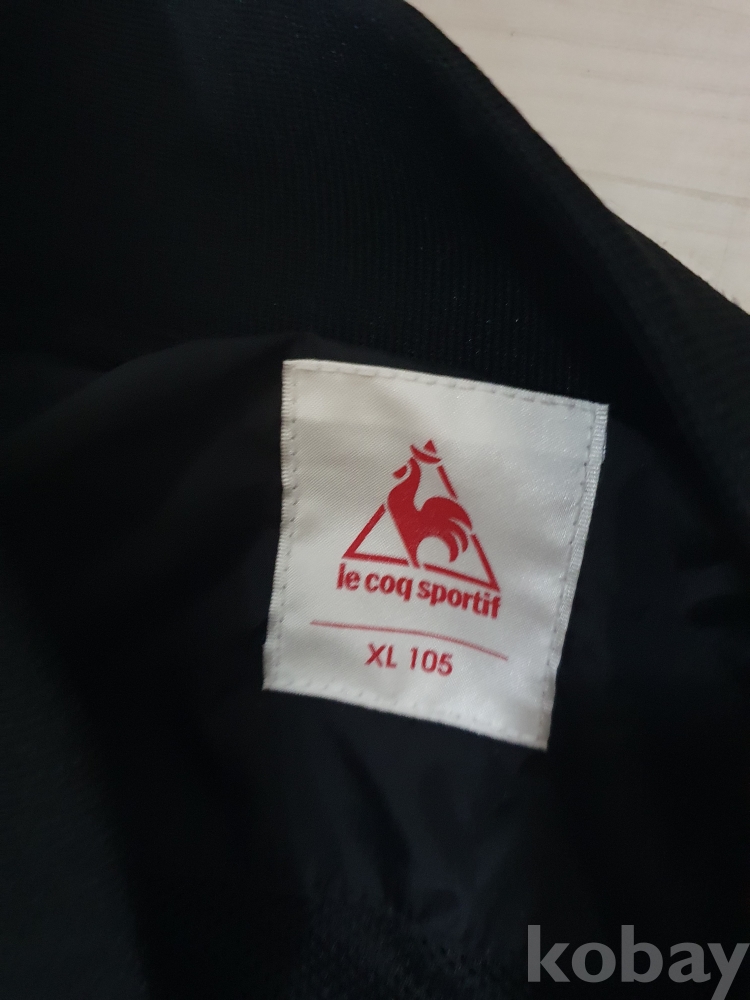 le coq sportif
XL 105
kobay